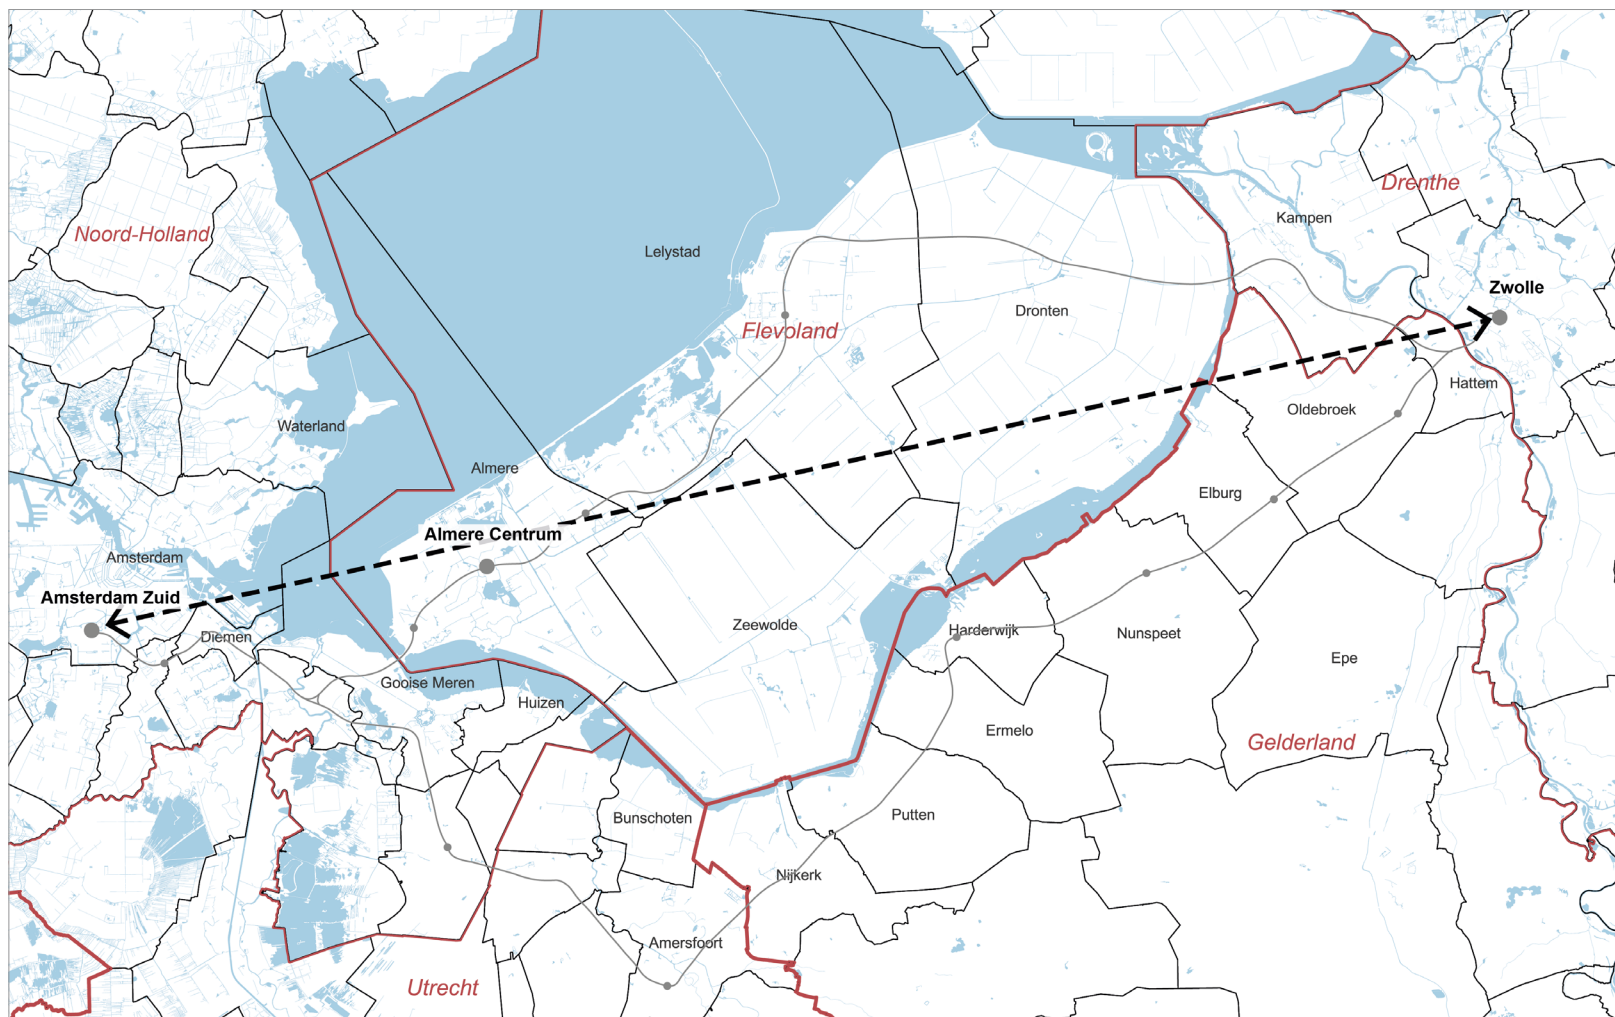 Drenthe
Kampen
Noord-Holland
Lelystad
Zwolle
Dronten
Flevoland
Hattem
Oldebroek
Waterland
Almere
Elburg
Almere Centrum
Amsterdam
Amsterdam Zuid
Diemen
Zeewolde
Harderwijk
Nunspeet
Epe
Gooise Meren
Huizen
Ermelo
Gelderland
Bunschoten
Putten
Nijkerk
Amersfoort
Utrecht